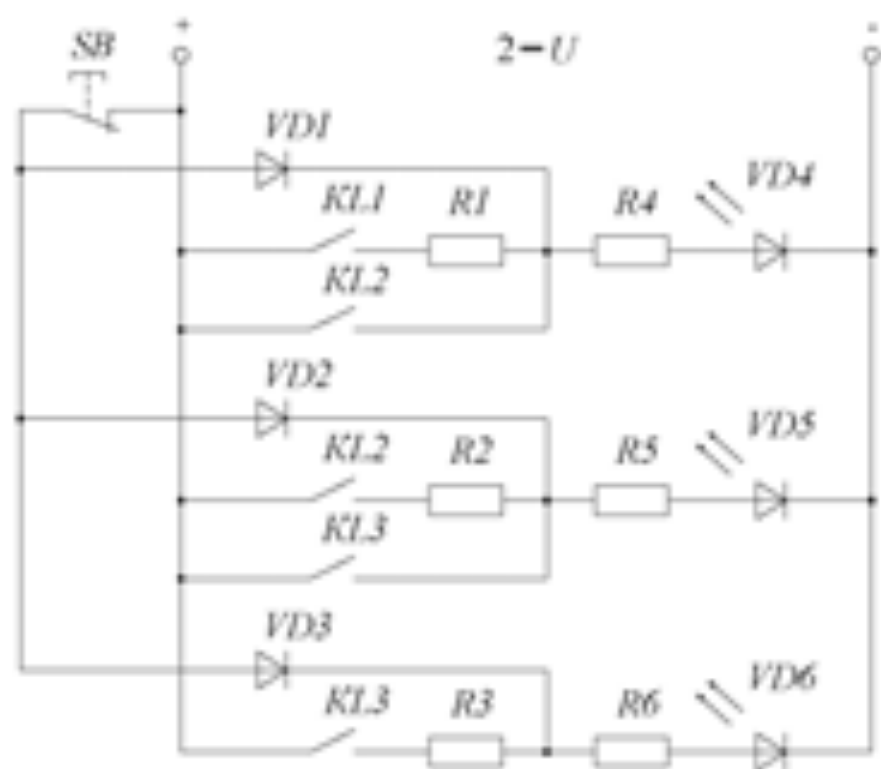 + -
SB 2-U
VD1
KL1 R1 R4 VD4
KL2
VD2
KL2 R2 R5 VD5
KL3
VD3
KL3 R3 R6 VD6